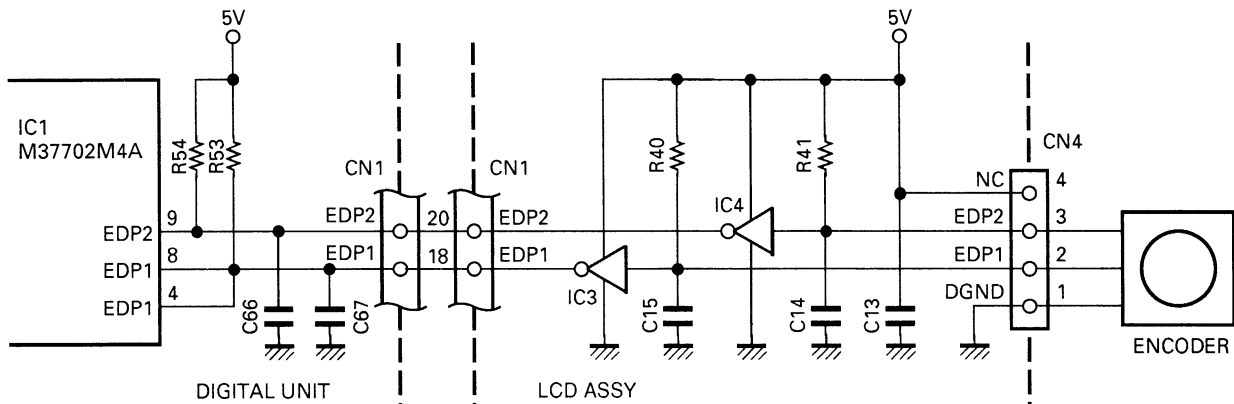 5V
5V
IC1
M37702M4A
R54
R53
R40
R41
CN1
CN1
CN4
NC
4
9
EDP2
EDP2
20
EDP2
IC4
EDP2
3
8
EDP1
EDP1
18
EDP1
IC3
EDP1
2
4
EDP1
C66
C67
C15
C14
C13
DGND
1
ENCODER
DIGITAL UNIT
LCD ASSY